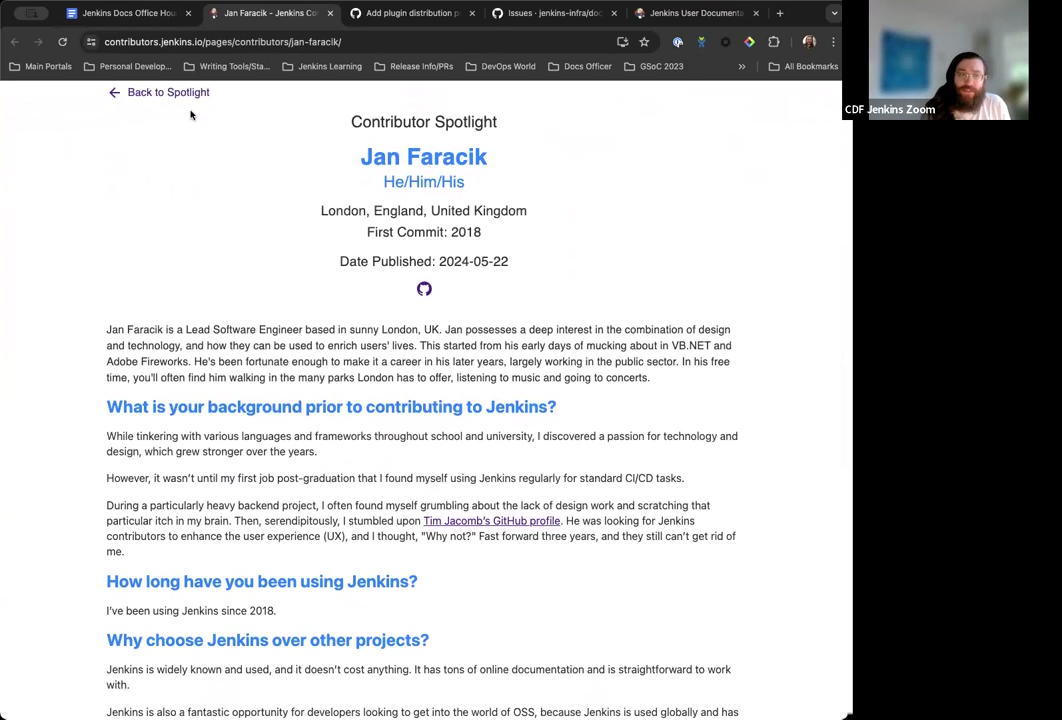 Jenkins Docs Office Hou
Jan Faracik - Jenkins Co
Add plugin distribution p
Issues · jenkins-infra/doc
Jenkins User Documenta
contributors.jenkins.io/pages/contributors/jan-faracik/
Main Portals
Personal Develop...
Writing Tools/Sta...
Jenkins Learning
Release Info/PRs
DevOps World
Docs Officer
GSoC 2023
»
All Bookmarks
CDF Jenkins Zoom
Back to Spotlight
Contributor Spotlight
Jan Faracik
He/Him/His
London, England, United Kingdom
First Commit: 2018
Date Published: 2024-05-22
Jan Faracik is a Lead Software Engineer based in sunny London, UK. Jan possesses a deep interest in the combination of design
and technology, and how they can be used to enrich users' lives. This started from his early days of mucking about in VB.NET and
Adobe Fireworks. He's been fortunate enough to make it a career in his later years, largely working in the public sector. In his free
time, you'll often find him walking in the many parks London has to offer, listening to music and going to concerts.
What is your background prior to contributing to Jenkins?
While tinkering with various languages and frameworks throughout school and university, I discovered a passion for technology and
design, which grew stronger over the years.
However, it wasn't until my first job post-graduation that I found myself using Jenkins regularly for standard CI/CD tasks.
During a particularly heavy backend project, I often found myself grumbling about the lack of design work and scratching that
particular itch in my brain. Then, serendipitously, I stumbled upon Tim Jacomb's GitHub profile. He was looking for Jenkins
contributors to enhance the user experience (UX), and I thought, "Why not?" Fast forward three years, and they still can't get rid of
me.
How long have you been using Jenkins?
I've been using Jenkins since 2018.
Why choose Jenkins over other projects?
Jenkins is widely known and used, and it doesn't cost anything. It has tons of online documentation and is straightforward to work
with.
Jenkins is also a fantastic opportunity for developers looking to get into the world of OSS, because Jenkins is used globally and has